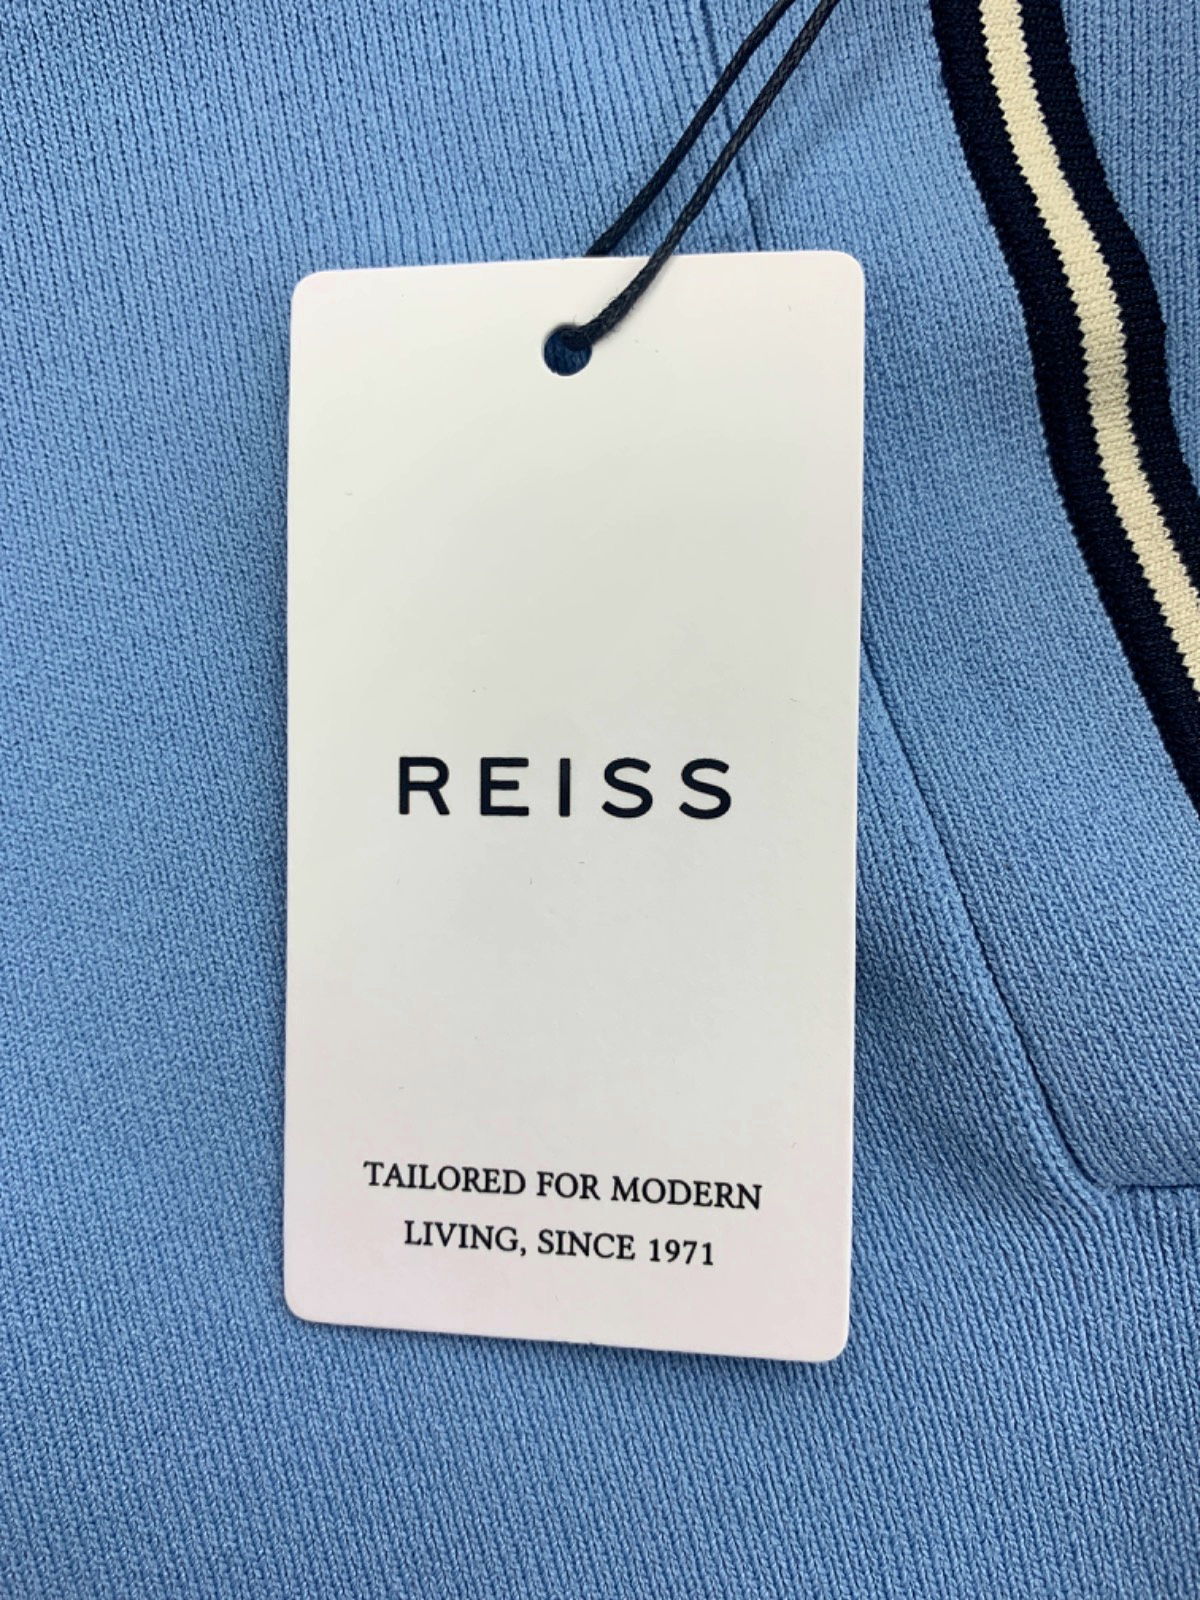 REISS
TAILORED FOR MODERN
LIVING, SINCE 1971